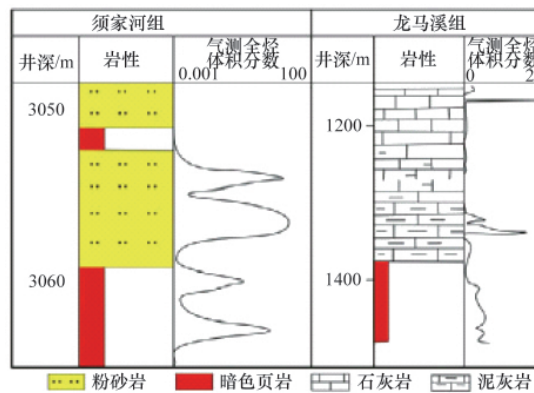 须家河组 龙马溪组
井深/m 岩性 气测全烃体积分数 井深/m 岩性 气测全烃体积分数
0.001 100 0 2
3050
1200
3060
1400
粉砂岩 暗色页岩 石灰岩 泥灰岩